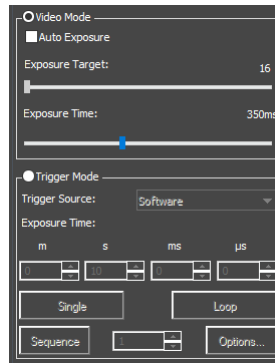 Video Mode
Auto Exposure
Exposure Target:
16
Exposure Time:
350ms
Trigger Mode
Trigger Source:
Software
Exposure Time:
m s ms µs
0 10 0 0
Single Loop
Sequence 1 Options...